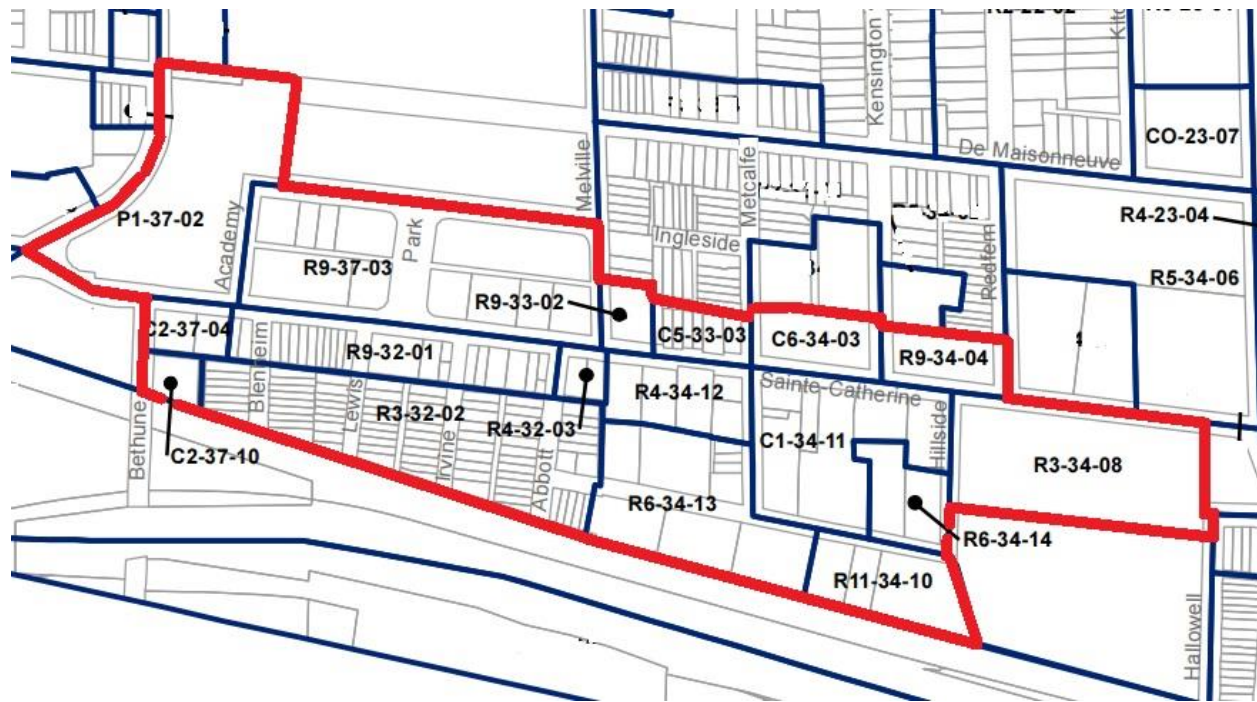 Kensington
CO-23-07
De Maisonneuve
Melville
Metcalfe
R4-23-04
P1-37-02
Academy
Park
Ingleside
Redfern
R5-34-06
R9-37-03
R9-33-02
C2-37-04
C5-33-03
C6-34-03
R9-34-04
Blenheim
R9-32-01
Sainte-Catherine
R4-34-12
Lewis
R3-32-02
R4-32-03
C1-34-11
Hillside
R3-34-08
Bethune
C2-37-10
Irvine
Abbott
R6-34-13
R6-34-14
R11-34-10
Hallowell